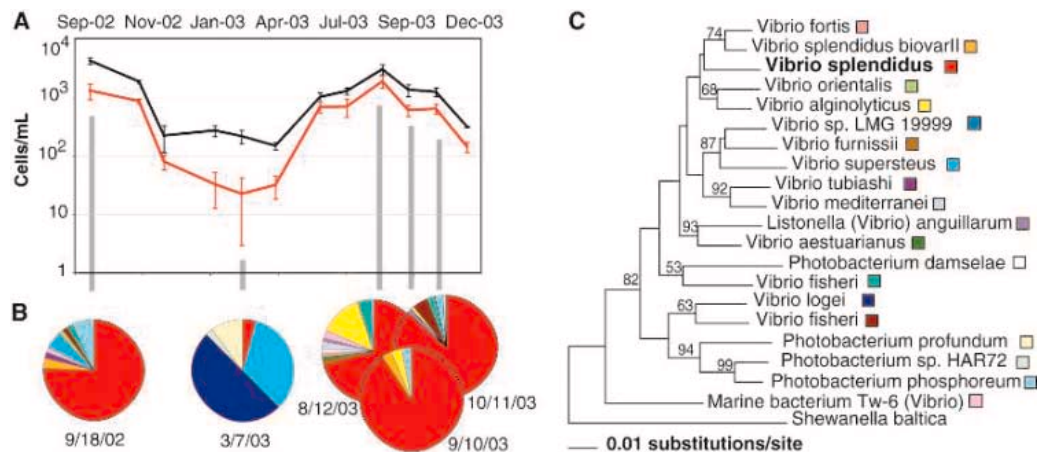 A
Sep-02 Nov-02 Jan-03 Apr-03 Jul-03 Sep-03 Dec-03
Cells/mL
10^4
10^3
10^2
10
1
B
9/18/02
3/7/03
8/12/03
9/10/03
10/11/03
C
Vibrio fortis
74
Vibrio splendidus biovarII
Vibrio splendidus
Vibrio orientalis
68
Vibrio alginolyticus
Vibrio sp. LMG 19999
87
Vibrio furnissii
Vibrio supersteus
Vibrio tubiashi
92
Vibrio mediterranei
Listonella (Vibrio) anguillarum
93
Vibrio aestuarianus
Photobacterium damselae
53
82
Vibrio fisheri
Vibrio logei
63
Vibrio fisheri
Photobacterium profundum
94
Photobacterium sp. HAR72
99
Photobacterium phosphoreum
Marine bacterium Tw-6 (Vibrio)
Shewanella baltica
0.01 substitutions/site